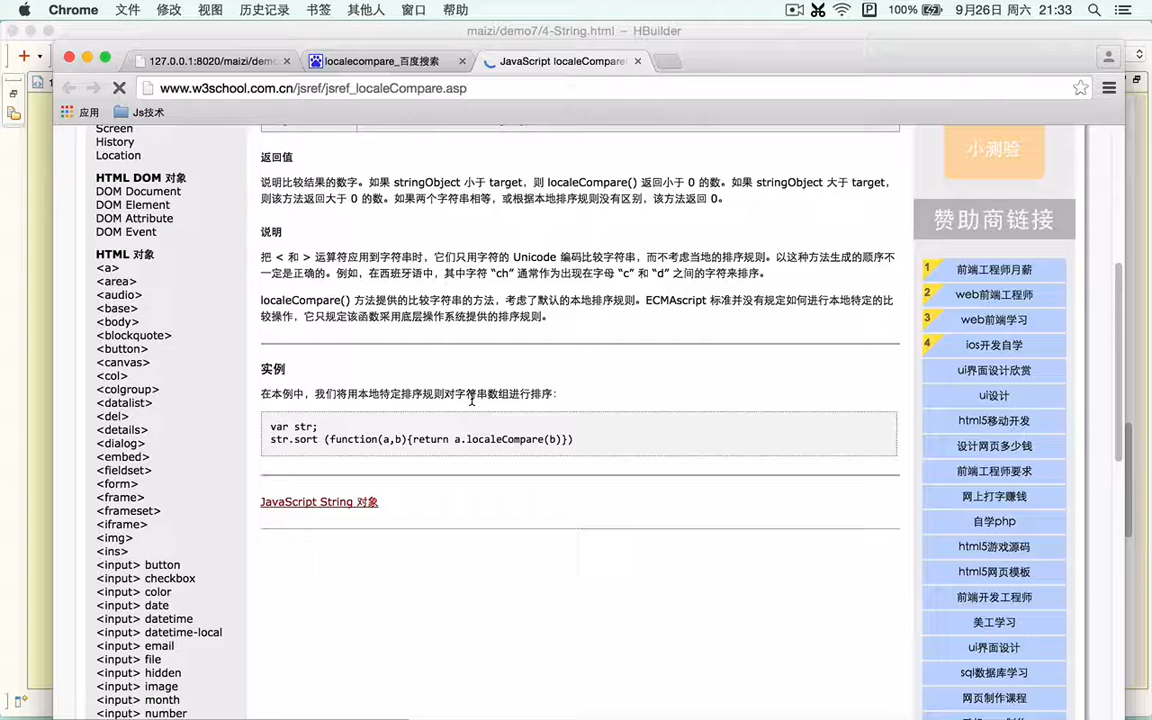 Chrome 文件 修改 视图 历史记录 书签 其他人 窗口 帮助 100% 9月26日 周六 21:33
maizi/demo7/4-String.html — HBuilder
127.0.0.1:8020/maizi/demo localecompare_百度搜索 JavaScript localeCompare
www.w3school.com.cn/jsref/jsref_localeCompare.asp
应用 Js技术
Screen
History
Location
HTML DOM 对象
DOM Document
DOM Element
DOM Attribute
DOM Event
HTML 对象
<a>
<area>
<audio>
<base>
<body>
<blockquote>
<button>
<canvas>
<col>
<colgroup>
<datalist>
<del>
<details>
<dialog>
<embed>
<fieldset>
<form>
<frame>
<frameset>
<iframe>
<img>
<ins>
<input> button
<input> checkbox
<input> color
<input> date
<input> datetime
<input> datetime-local
<input> email
<input> file
<input> hidden
<input> image
<input> month
<input> number
返回值
说明比较结果的数字。如果 stringObject 小于 target，则 localeCompare() 返回小于 0 的数。如果 stringObject 大于 target，
则该方法返回大于 0 的数。如果两个字符串相等，或根据本地排序规则没有区别，该方法返回 0。
说明
把 < 和 > 运算符应用到字符串时，它们只用字符的 Unicode 编码比较字符串，而不考虑当地的排序规则。以这种方法生成的顺序不
一定是正确的。例如，在西班牙语中，其中字符 “ch” 通常作为出现在字母 “c” 和 “d” 之间的字符来排序。
localeCompare() 方法提供的比较字符串的方法，考虑了默认的本地排序规则。ECMAscript 标准并没有规定如何进行本地特定的比
较操作，它只规定该函数采用底层操作系统提供的排序规则。
实例
在本例中，我们将用本地特定排序规则对字符串数组进行排序：
var str;
str.sort (function(a,b){return a.localeCompare(b)})
JavaScript String 对象
小测验
赞助商链接
1 前端工程师月薪
2 web前端工程师
3 web前端学习
4 ios开发自学
ui界面设计欣赏
ui设计
html5移动开发
设计网页多少钱
前端工程师要求
网上打字赚钱
自学php
html5游戏源码
html5网页模板
前端开发工程师
美工学习
ui界面设计
sql数据库学习
网页制作课程